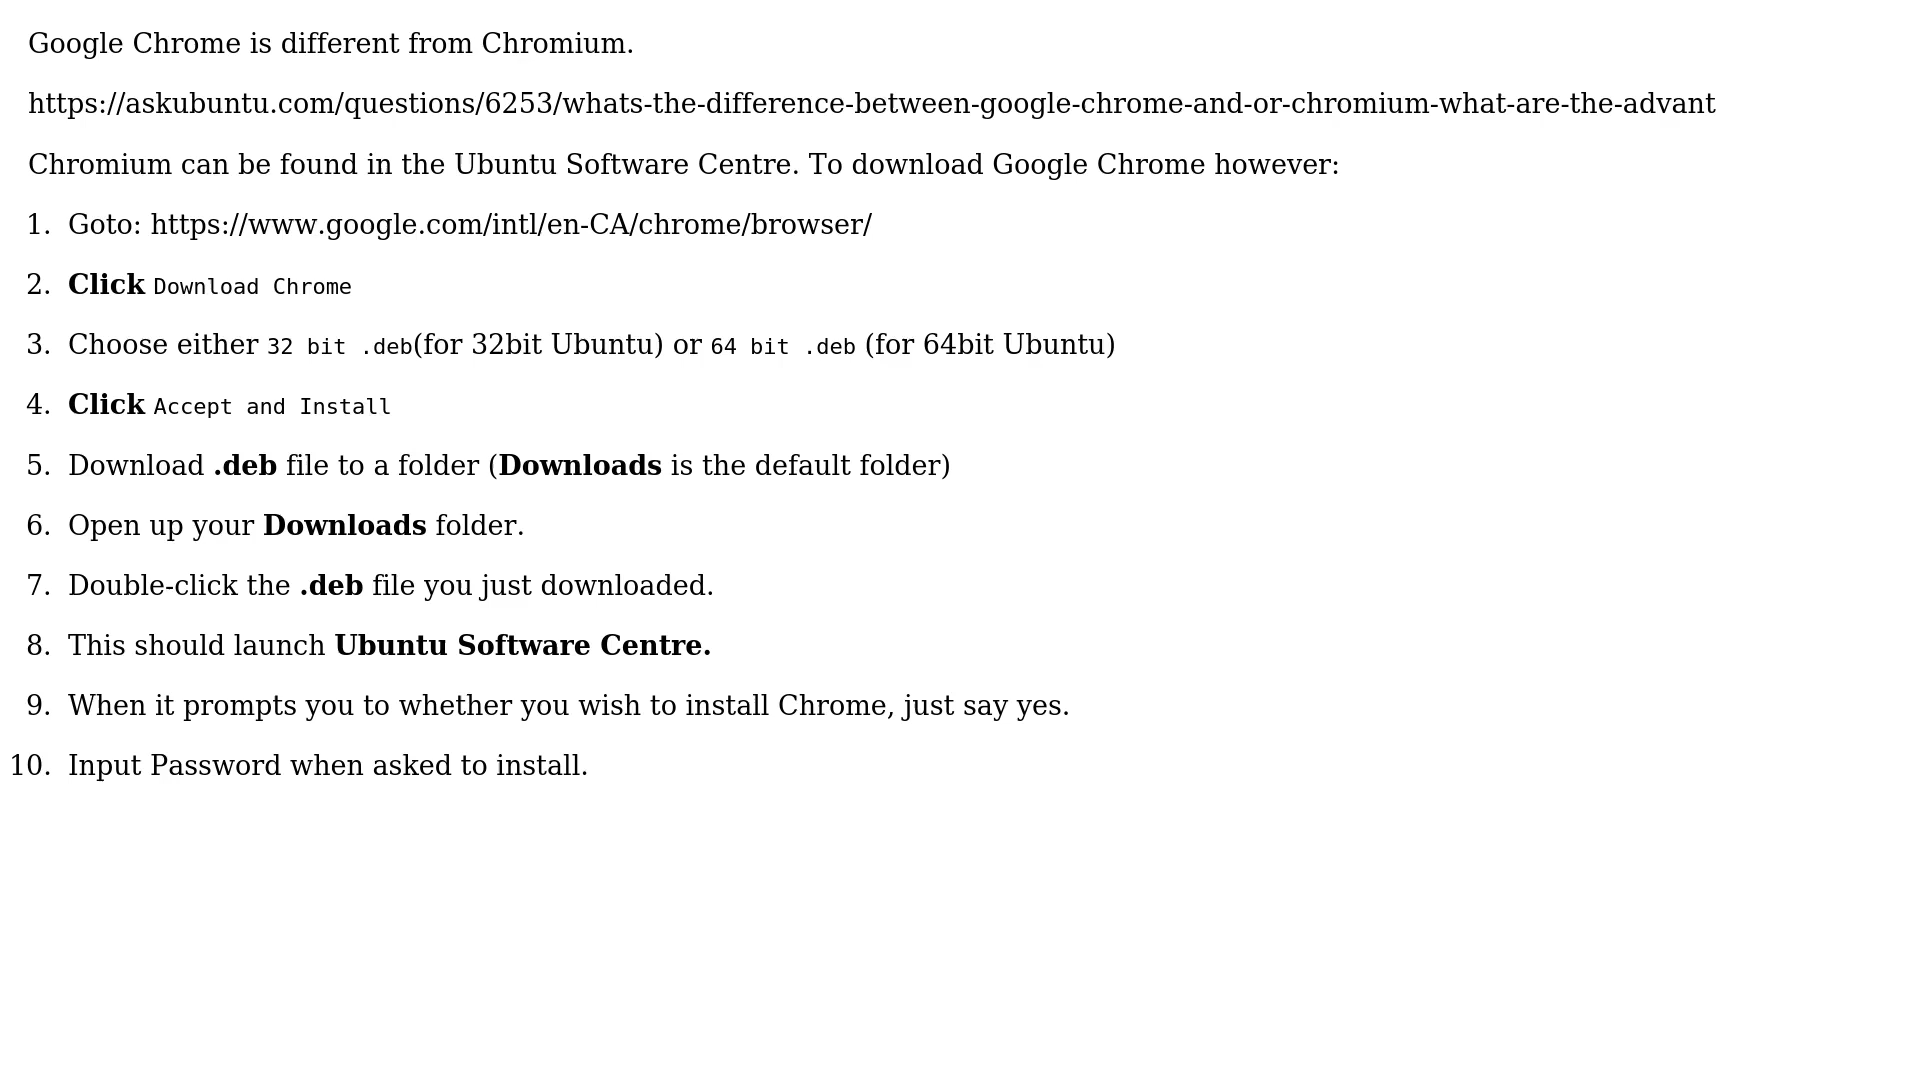 Google Chrome is different from Chromium.
https://askubuntu.com/questions/6253/whats-the-difference-between-google-chrome-and-or-chromium-what-are-the-advant
Chromium can be found in the Ubuntu Software Centre. To download Google Chrome however:
1. Goto: https://www.google.com/intl/en-CA/chrome/browser/
2. Click Download Chrome
3. Choose either 32 bit .deb(for 32bit Ubuntu) or 64 bit .deb (for 64bit Ubuntu)
4. Click Accept and Install
5. Download .deb file to a folder (Downloads is the default folder)
6. Open up your Downloads folder.
7. Double-click the .deb file you just downloaded.
8. This should launch Ubuntu Software Centre.
9. When it prompts you to whether you wish to install Chrome, just say yes.
10. Input Password when asked to install.